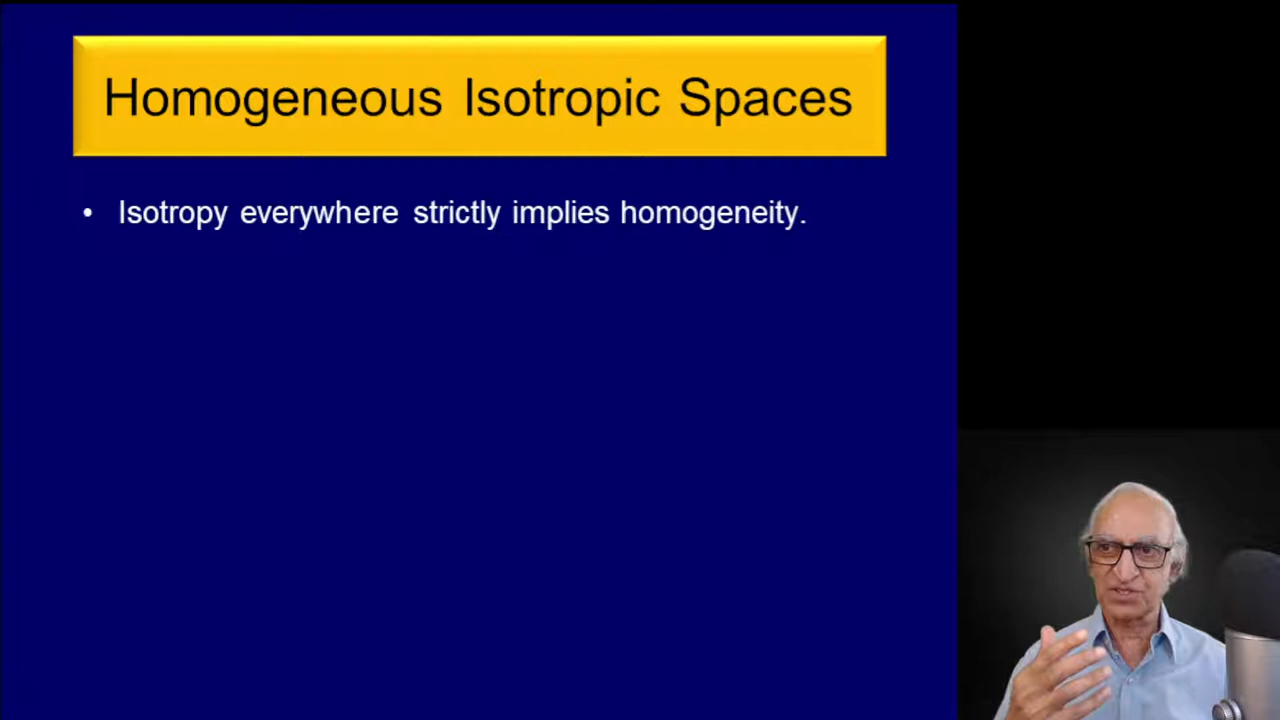 Homogeneous Isotropic Spaces
• Isotropy everywhere strictly implies homogeneity.